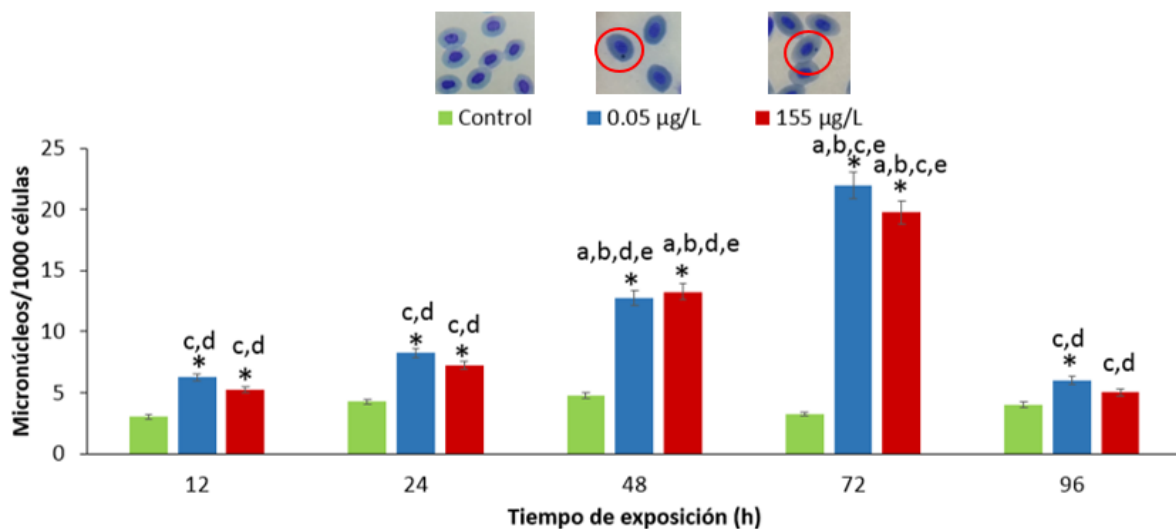 Control 0.05 µg/L 155 µg/L
Micronúcleos/1000 células
25
20
15
10
5
0
c,d
*
c,d
*
c,d
*
c,d
*
a,b,d,e
*
a,b,d,e
*
a,b,c,e
*
a,b,c,e
*
c,d
*
c,d
12 24 48 72 96
Tiempo de exposición (h)